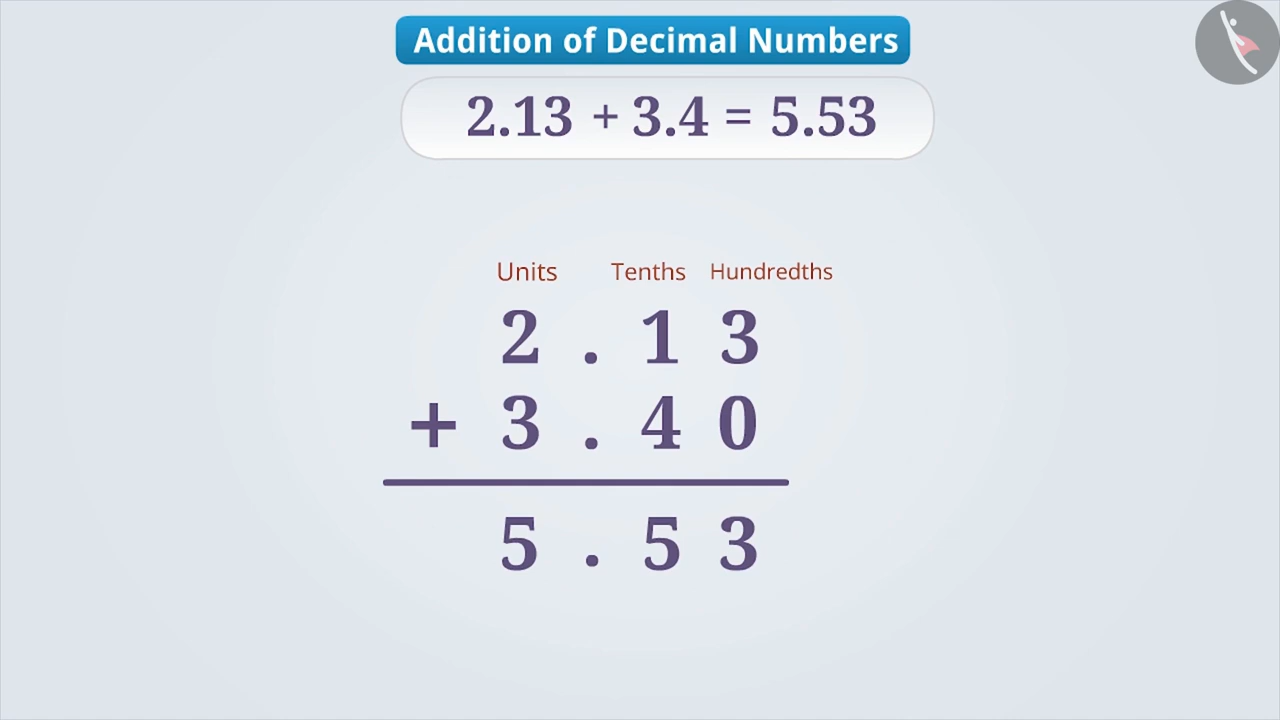 Addition of Decimal Numbers
2.13 + 3.4 = 5.53
Units Tenths Hundredths
2 . 1 3
+ 3 . 4 0
5 . 5 3